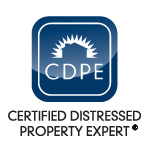 CDPE
CERTIFIED DISTRESSED
PROPERTY EXPERT®